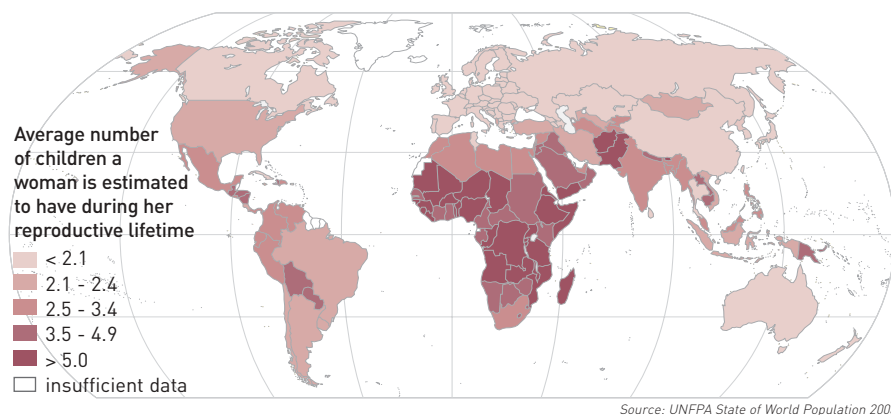 Average number
of children a
woman is estimated
to have during her
reproductive lifetime
< 2.1
2.1 - 2.4
2.5 - 3.4
3.5 - 4.9
> 5.0
insufficient data
Source: UNFPA State of World Population 200